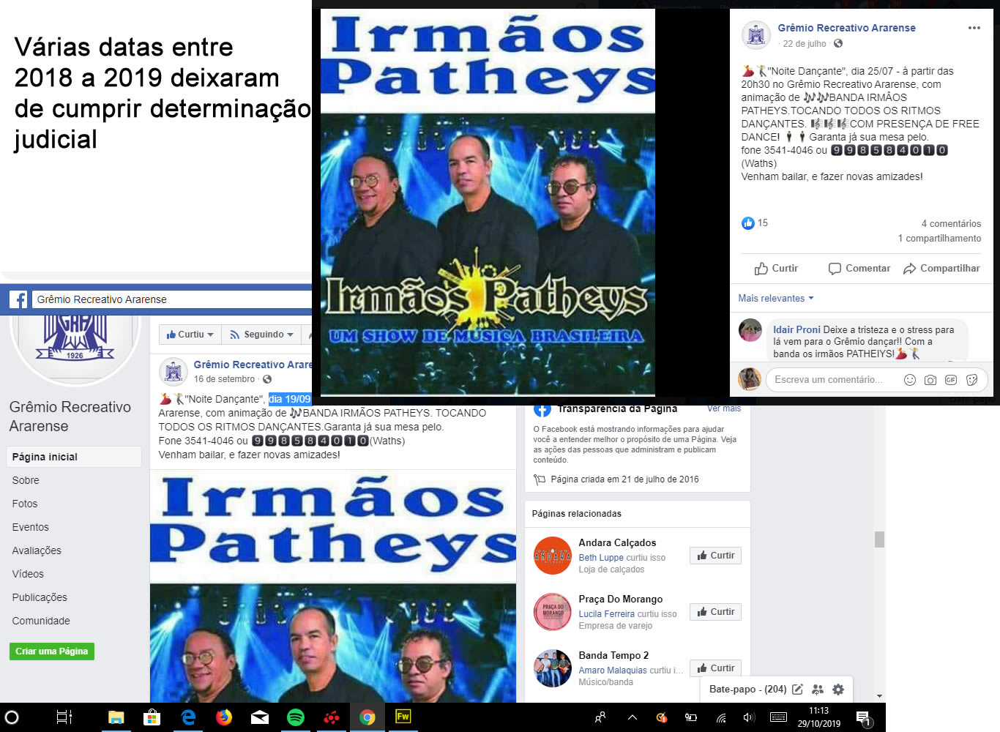 Várias datas entre
2018 a 2019 deixaram
de cumprir determinação
judicial
Irmãos
Patheys
Irmãos Patheys
UM SHOW DE MÚSICA BRASILEIRA
Grêmio Recreativo Ararense
· 22 de julho ·
"Noite Dançante", dia 25/07 - à partir das
20h30 no Grêmio Recreativo Ararense, com
animação de 🎶🎶BANDA IRMÃOS
PATHEYS.TOCANDO TODOS OS RITMOS
DANÇANTES. 🎼🎼🎼COM PRESENÇA DE FREE
DANCE! Garanta já sua mesa pelo.
fone 3541-4046 ou 998584010
(Waths)
Venham bailar, e fazer novas amizades!
15
4 comentários
1 compartilhamento
Curtir
Comentar
Compartilhar
Mais relevantes
Idair Proni Deixe a tristeza e o stress para
lá vem para o Grêmio dançar!! Com a
banda os irmãos PATHEIYS!
Escreva um comentário...
GIF
Grêmio Recreativo Ararense
1926
Grêmio Recreativo
Ararense
Página inicial
Sobre
Fotos
Eventos
Avaliações
Vídeos
Publicações
Comunidade
Criar uma Página
Curtiu
Seguindo
Grêmio Recreativo Arare
16 de setembro ·
"Noite Dançante", dia 19/09
Ararense, com animação de 🎶BANDA IRMÃOS PATHEYS. TOCANDO
TODOS OS RITMOS DANÇANTES.Garanta já sua mesa pelo.
Fone 3541-4046 ou 998584010(Waths)
Venham bailar, e fazer novas amizades!
Irmãos
Patheys
Transparência da Página
Ver mais
O Facebook está mostrando informações para ajudar
você a entender melhor o propósito de uma Página. Veja
as ações das pessoas que administram e publicam
conteúdo.
Página criada em 21 de julho de 2016
Páginas relacionadas
ANDARA
Andara Calçados
Beth Luppe curtiu isso
Loja de calçados
Curtir
PRAÇA DO
MORANGO
Praça Do Morango
Lucila Ferreira curtiu isso
Empresa de varejo
Curtir
Banda Tempo 2
Amaro Malaquias curtiu i...
Músico/banda
Curtir
Bate-papo - (204)
Fw
11:13
29/10/2019
1